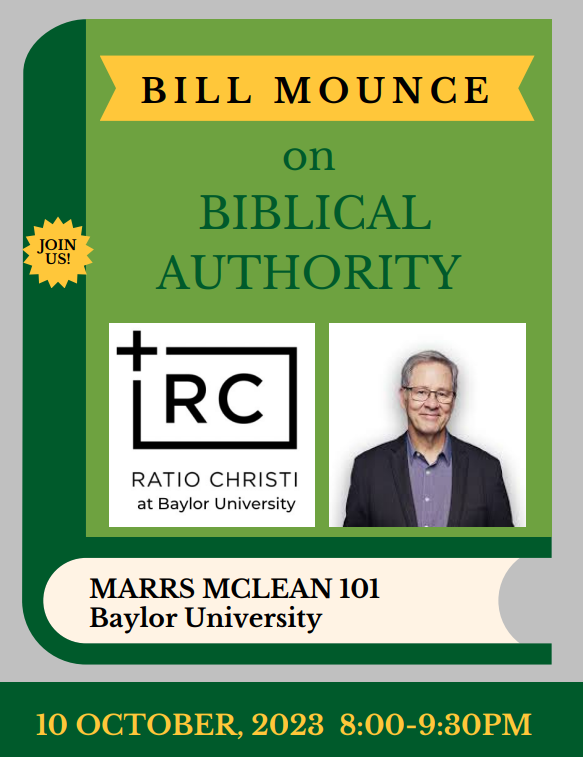 BILL MOUNCE
on
BIBLICAL
AUTHORITY
JOIN
US!
RC
RATIO CHRISTI
at Baylor University
MARRS MCLEAN 101
Baylor University
10 OCTOBER, 2023 8:00-9:30PM